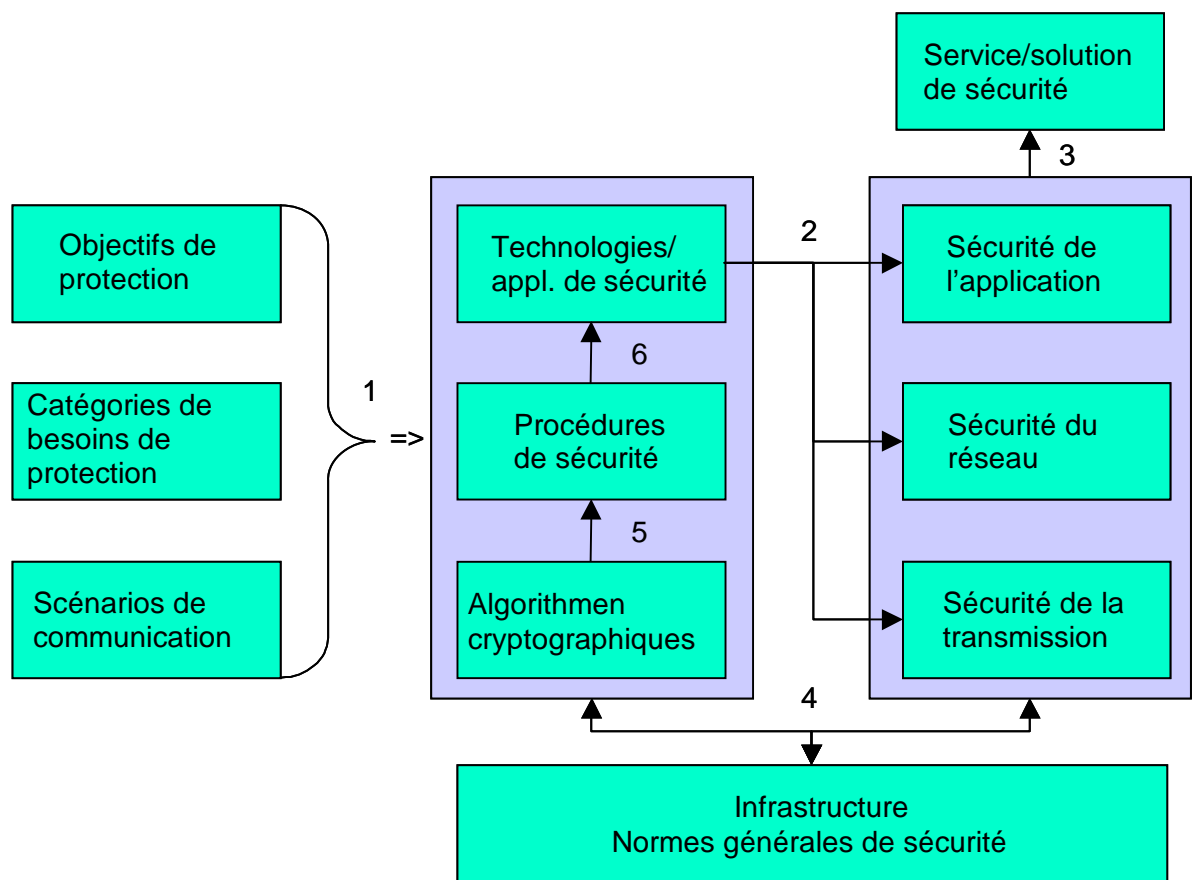 Service/solution
de sécurité
3
Objectifs de
protection
Catégories de
besoins de
protection
Scénarios de
communication
1
=>
Technologies/
appl. de sécurité
6
Procédures
de sécurité
5
Algorithmen
cryptographiques
2
Sécurité de
l’application
Sécurité du
réseau
Sécurité de la
transmission
4
Infrastructure
Normes générales de sécurité